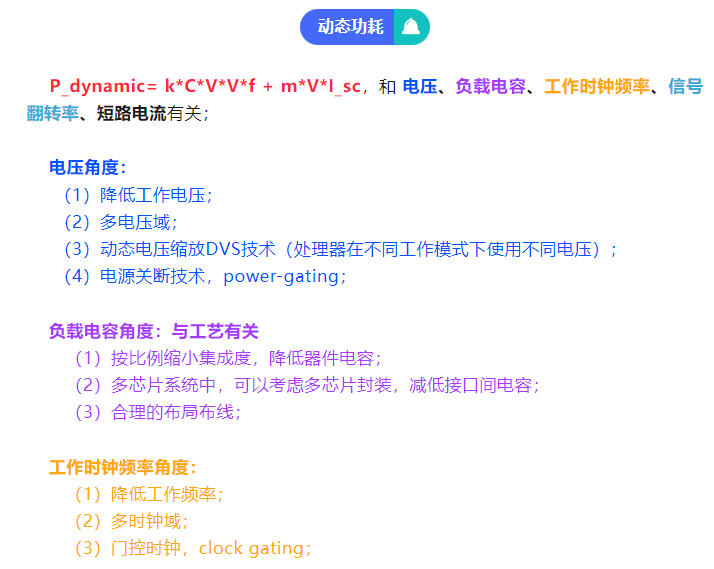 动态功耗
P_dynamic= k*C*V*V*f + m*V*I_sc，和 电压、负载电容、工作时钟频率、信号
翻转率、短路电流有关；
电压角度：
（1）降低工作电压；
（2）多电压域；
（3）动态电压缩放DVS技术（处理器在不同工作模式下使用不同电压）；
（4）电源关断技术，power-gating；
负载电容角度：与工艺有关
（1）按比例缩小集成度，降低器件电容；
（2）多芯片系统中，可以考虑多芯片封装，减低接口间电容；
（3）合理的布局布线；
工作时钟频率角度：
（1）降低工作频率；
（2）多时钟域；
（3）门控时钟，clock gating；